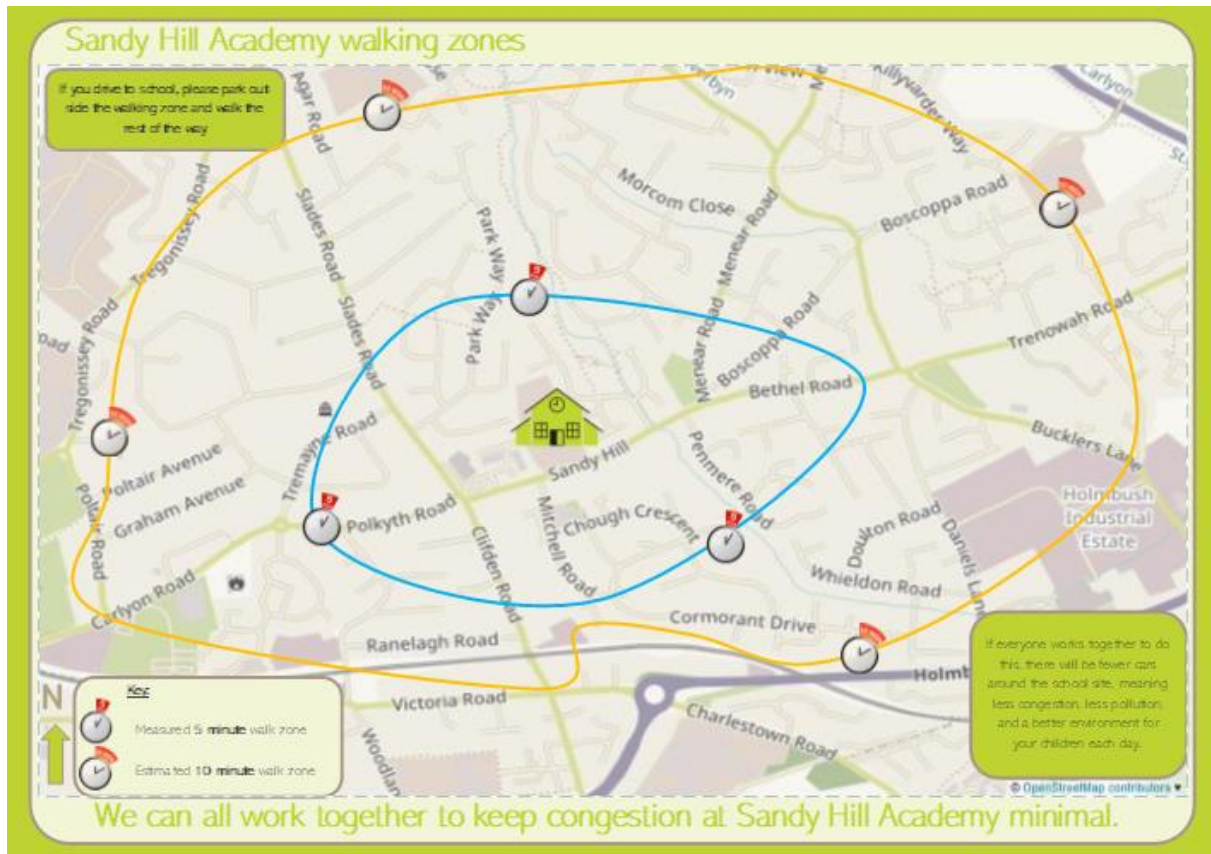 Sandy Hill Academy walking zones
If you drive to school, please park out
side the walking zone and walk the
rest of the way
Agar Road
Killyvarder Way
Carlyon
Tregonissey Road
Slades Road
Park Way
Morcom Close
Menear Road
Boscoppa Road
Park Way
Slades Road
Tregonissey Road
Menear Road
Boscoppa Road
Trenowah Road
Bethel Road
Tremayne Road
Poltair Avenue
Graham Avenue
Poltair Road
Polkyth Road
Sandy Hill
Penmere Road
Bucklers Lane
Mitchell Road
Chough Crescent
Clifden Road
Doulton Road
Daniels Lane
Holmbush
Industrial
Estate
Whieldon Road
Carlyon Road
Ranelagh Road
Cormorant Drive
Victoria Road
Charlestown Road
Holmb
Woodlan
N
Key:
Measured 5 minute walk zone
Estimated 10 minute walk zone
If everyone works together to do
this, there will be fewer cars
around the school site, meaning
less congestion, less pollution,
and a better environment for
your children each day.
© OpenStreetMap contributors
We can all work together to keep congestion at Sandy Hill Academy minimal.